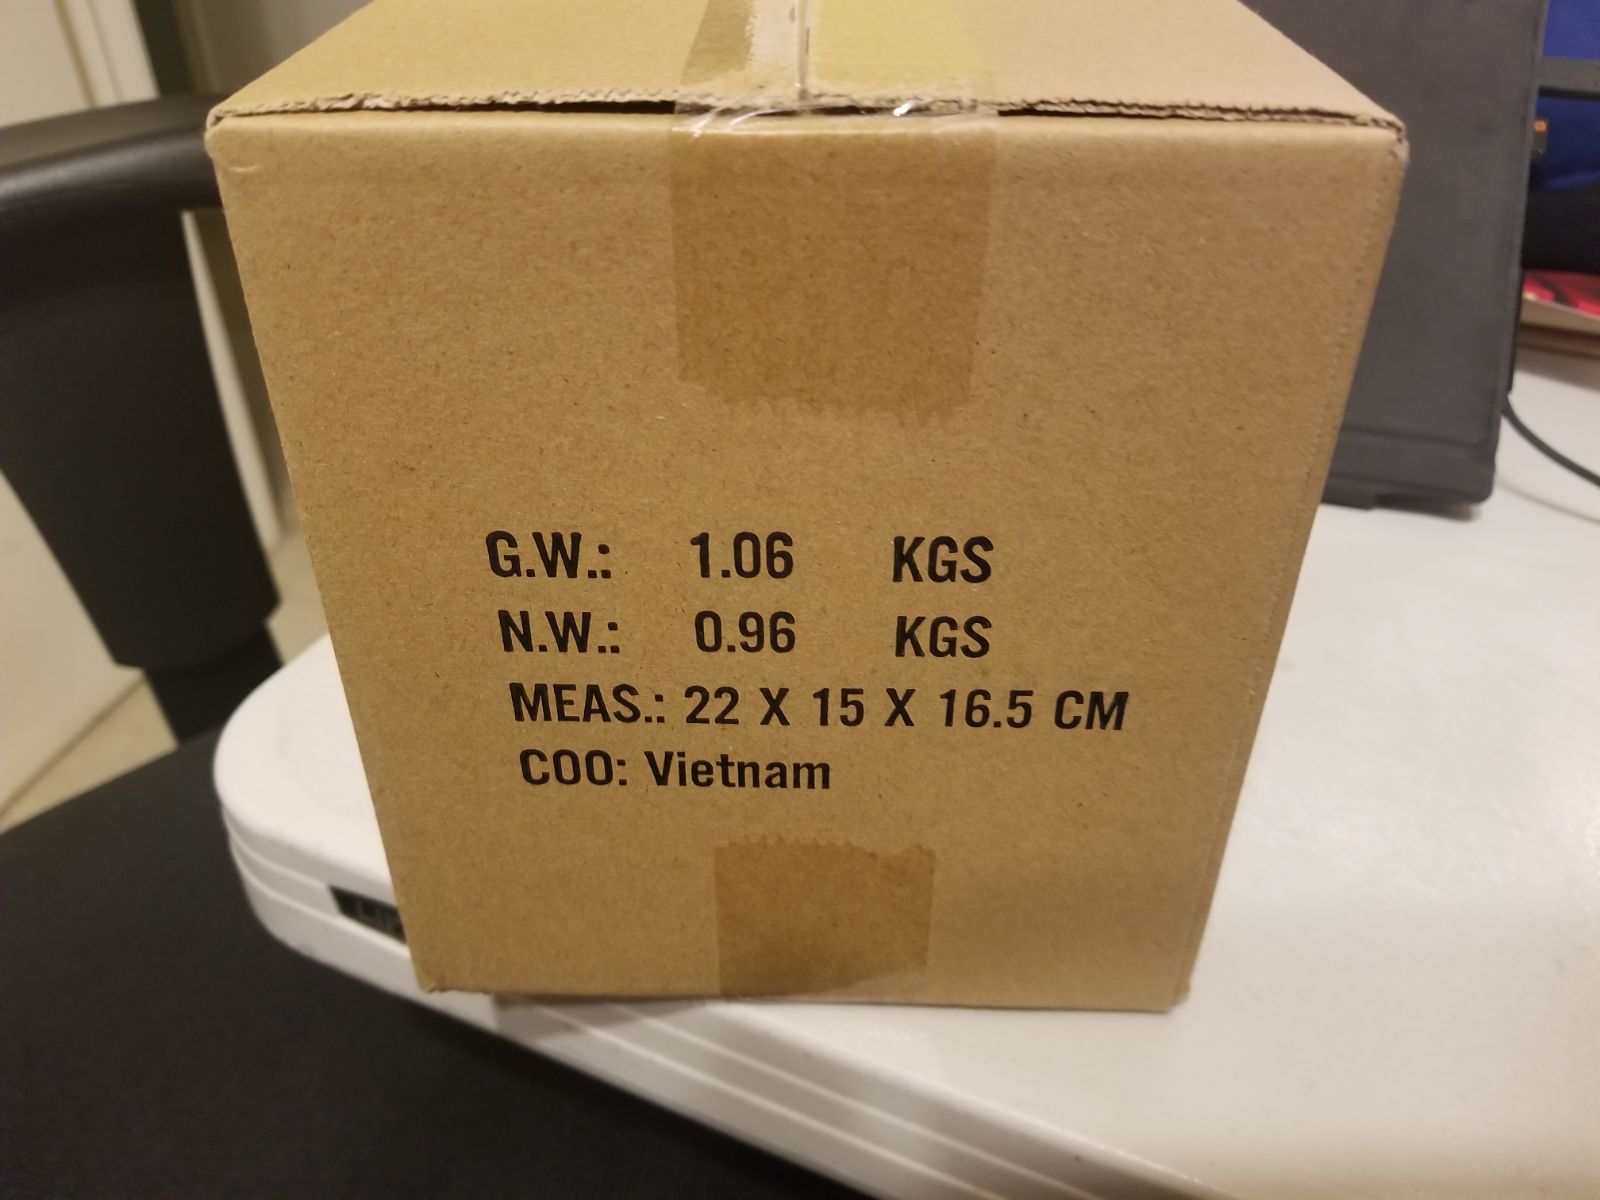 G.W.: 1.06 KGS
N.W.: 0.96 KGS
MEAS.: 22 X 15 X 16.5 CM
COO: Vietnam